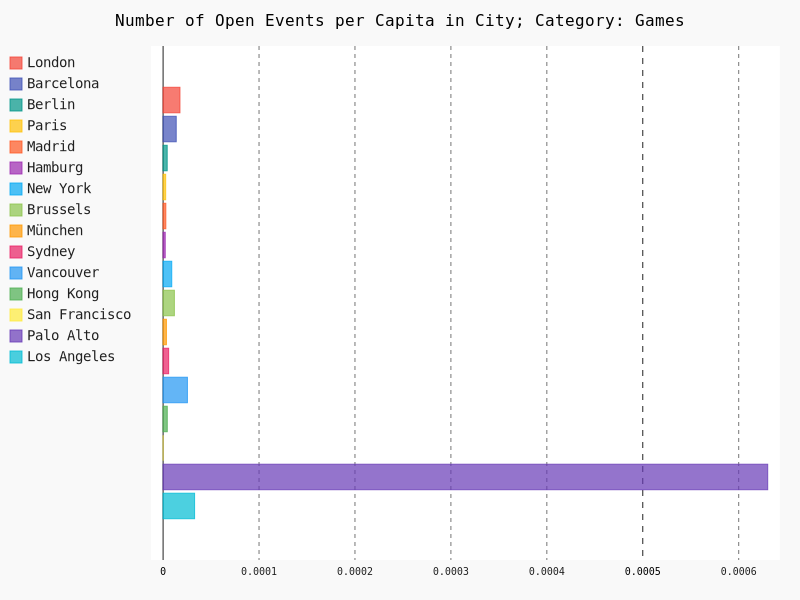 Number of Open Events per Capita in City; Category: Games
London
Barcelona
Berlin
Paris
Madrid
Hamburg
New York
Brussels
München
Sydney
Vancouver
Hong Kong
San Francisco
Palo Alto
Los Angeles
0 0.0001 0.0002 0.0003 0.0004 0.0005 0.0006